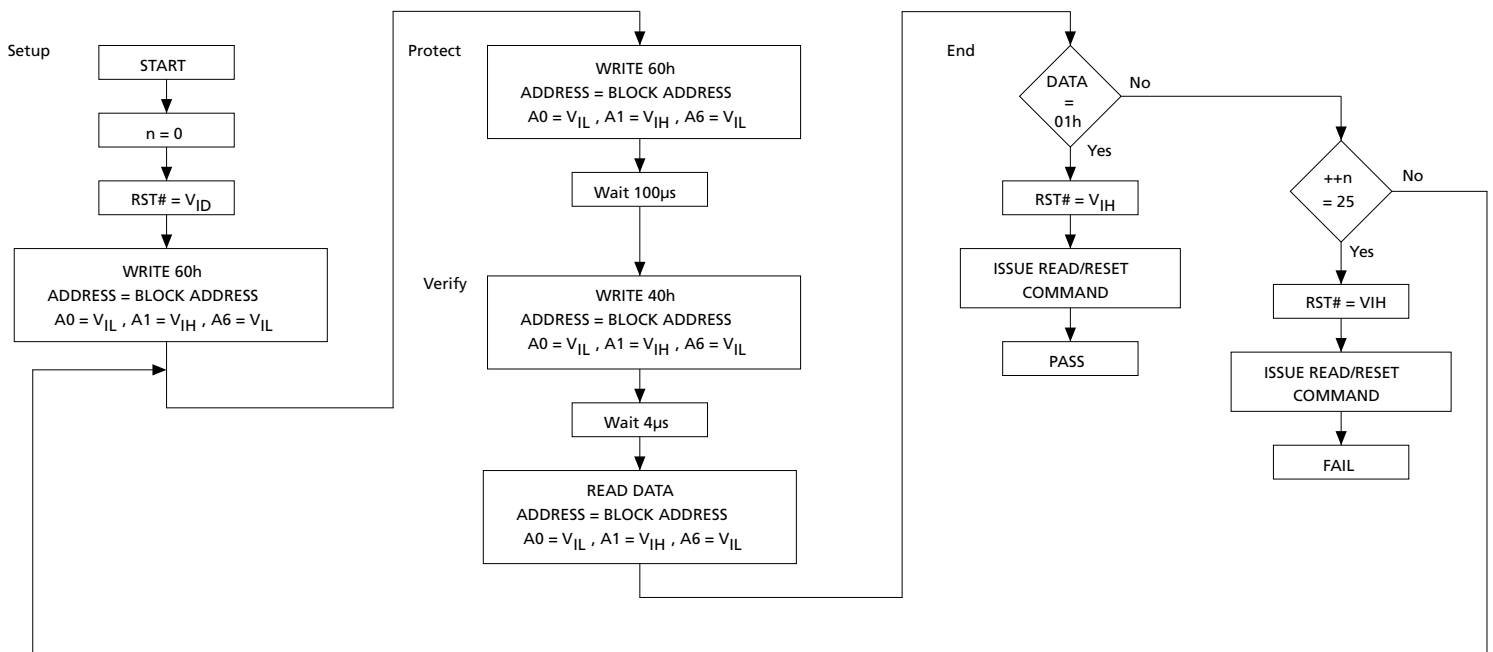 Setup
START
n = 0
RST# = VID
WRITE 60h
ADDRESS = BLOCK ADDRESS
A0 = VIL , A1 = VIH , A6 = VIL
Protect
WRITE 60h
ADDRESS = BLOCK ADDRESS
A0 = VIL , A1 = VIH , A6 = VIL
Wait 100µs
Verify
WRITE 40h
ADDRESS = BLOCK ADDRESS
A0 = VIL , A1 = VIH , A6 = VIL
Wait 4µs
READ DATA
ADDRESS = BLOCK ADDRESS
A0 = VIL , A1 = VIH , A6 = VIL
End
DATA
=
01h
No
Yes
RST# = VIH
ISSUE READ/RESET
COMMAND
PASS
++n
= 25
No
Yes
RST# = VIH
ISSUE READ/RESET
COMMAND
FAIL